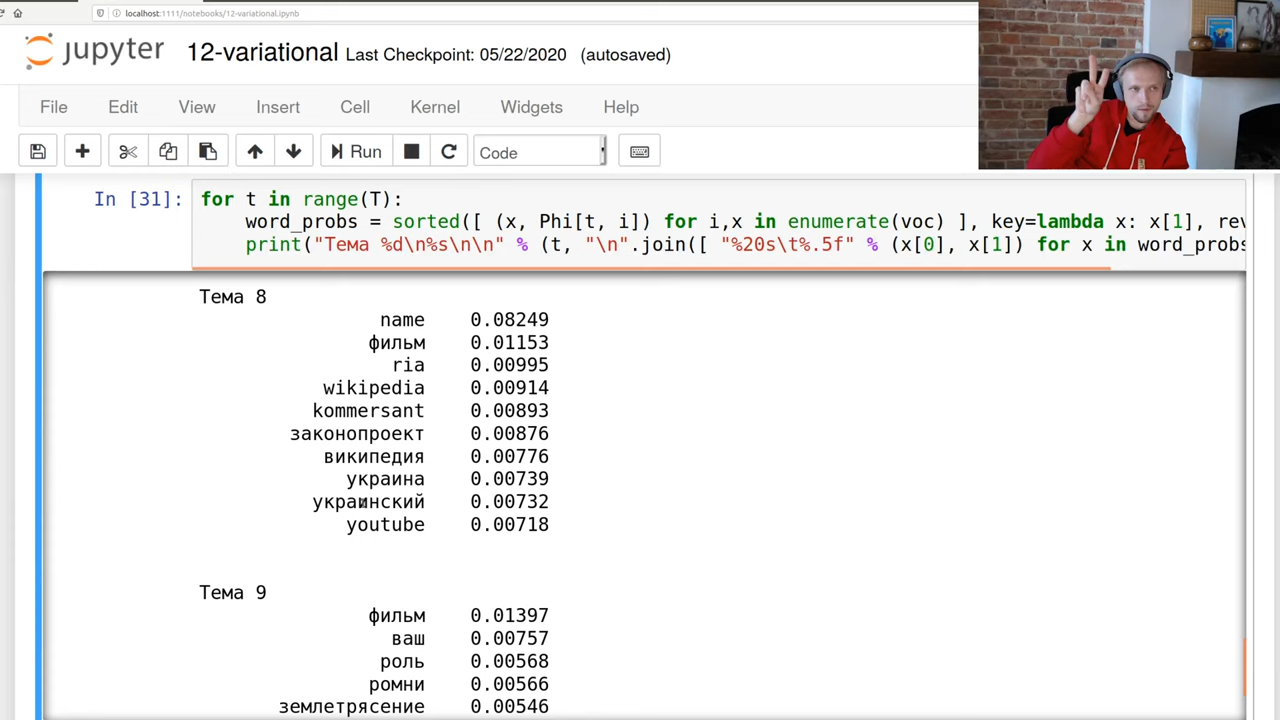 localhost:1111/notebooks/12-variational.ipynb
jupyter 12-variational Last Checkpoint: 05/22/2020 (autosaved)
File Edit View Insert Cell Kernel Widgets Help
Run Code
In [31]: for t in range(T):
word_probs = sorted([ (x, Phi[t, i]) for i,x in enumerate(voc) ], key=lambda x: x[1], rev
print("Тема %d\n%s\n\n" % (t, "\n".join([ "%20s\t%.5f" % (x[0], x[1]) for x in word_probs
Тема 8
name 0.08249
фильм 0.01153
ria 0.00995
wikipedia 0.00914
kommersant 0.00893
законопроект 0.00876
википедия 0.00776
украина 0.00739
украинский 0.00732
youtube 0.00718
Тема 9
фильм 0.01397
ваш 0.00757
роль 0.00568
ромни 0.00566
землетрясение 0.00546